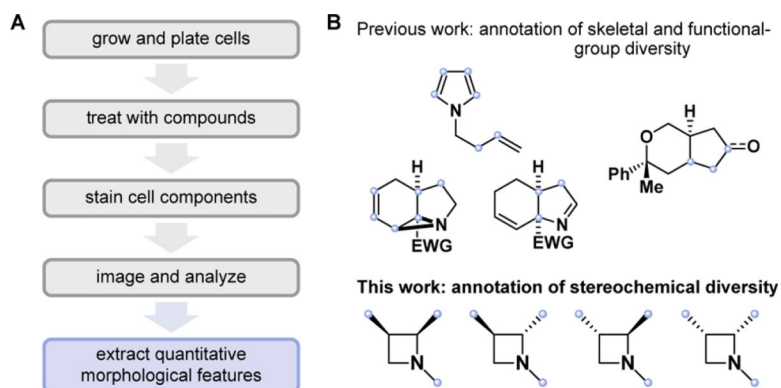 A
grow and plate cells
treat with compounds
stain cell components
image and analyze
extract quantitative
morphological features
B
Previous work: annotation of skeletal and functional-
group diversity
N
H
N
EWG
H
N
EWG
H
O
O
Ph
Me
This work: annotation of stereochemical diversity
N
N
N
N